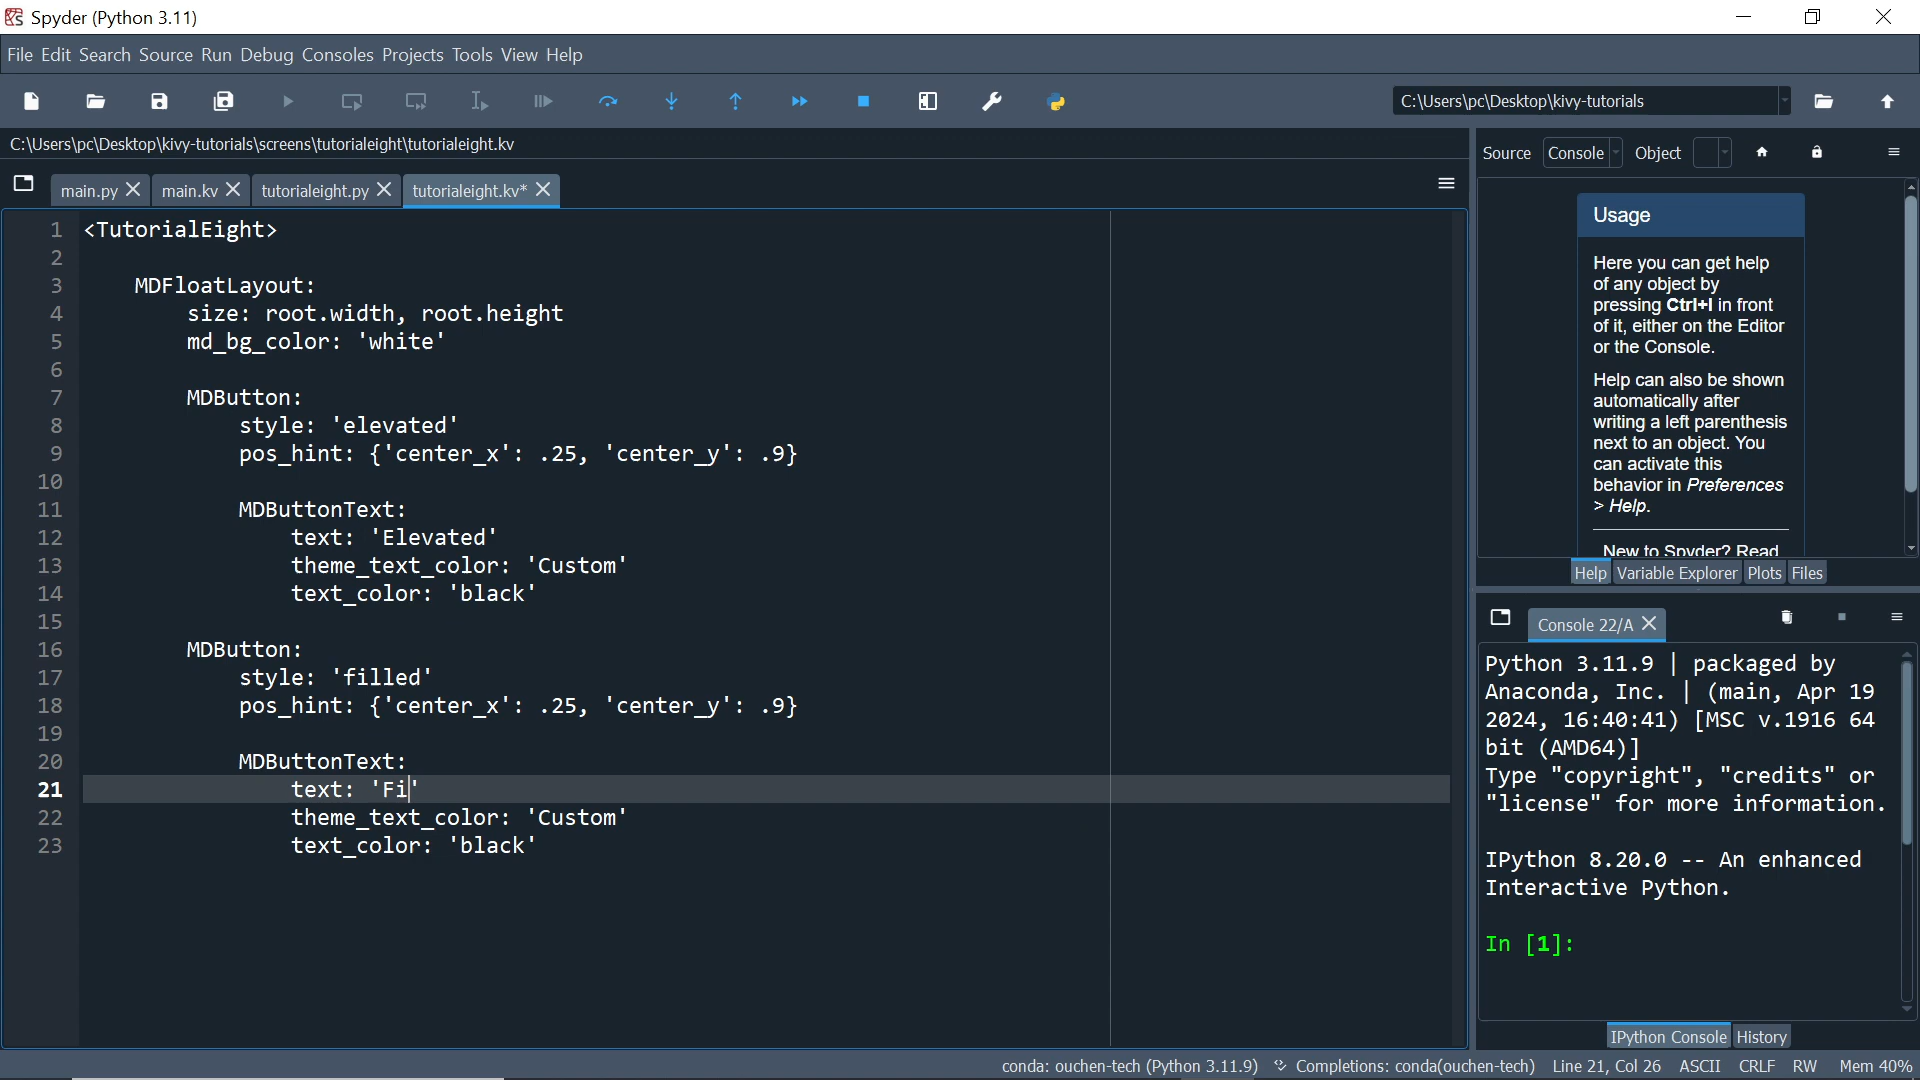 Spyder (Python 3.11)
File Edit Search Source Run Debug Consoles Projects Tools View Help
C:\Users\pc\Desktop\kivy-tutorials
C:\Users\pc\Desktop\kivy-tutorials\screens\tutorialeight\tutorialeight.kv
main.py main.kv tutorialeight.py tutorialeight.kv*
1 <TutorialEight>
2
3     MDFloatLayout:
4         size: root.width, root.height
5         md_bg_color: 'white'
6
7         MDButton:
8             style: 'elevated'
9             pos_hint: {'center_x': .25, 'center_y': .9}
10
11             MDButtonText:
12                 text: 'Elevated'
13                 theme_text_color: 'Custom'
14                 text_color: 'black'
15
16         MDButton:
17             style: 'filled'
18             pos_hint: {'center_x': .25, 'center_y': .9}
19
20             MDButtonText:
21                 text: 'Fi'
22                 theme_text_color: 'Custom'
23                 text_color: 'black'
Source Console Object
Usage
Here you can get help
of any object by
pressing Ctrl+I in front
of it, either on the Editor
or the Console.
Help can also be shown
automatically after
writing a left parenthesis
next to an object. You
can activate this
behavior in Preferences
> Help.
New to Spyder? Read
Help Variable Explorer Plots Files
Console 22/A
Python 3.11.9 | packaged by
Anaconda, Inc. | (main, Apr 19
2024, 16:40:41) [MSC v.1916 64
bit (AMD64)]
Type "copyright", "credits" or
"license" for more information.
IPython 8.20.0 -- An enhanced
Interactive Python.
In [1]:
IPython Console History
conda: ouchen-tech (Python 3.11.9) Completions: conda(ouchen-tech) Line 21, Col 26 ASCII CRLF RW Mem 40%